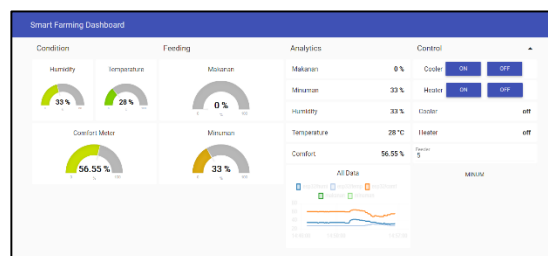 Smart Farming Dashboard
Condition
Feeding
Analytics
Control
Humidity
33 %
Temperature
28 %
Makanan
0 %
%
Comfort Meter
56.55 %
%
Minuman
33 %
%
Makanan 0 %
Minuman 33 %
Humidity 33 %
Temperature 28 °C
Comfort 56.55 %
All Data
Cooler ON OFF
Heater ON OFF
Cooler off
Heater off
5
MINUM